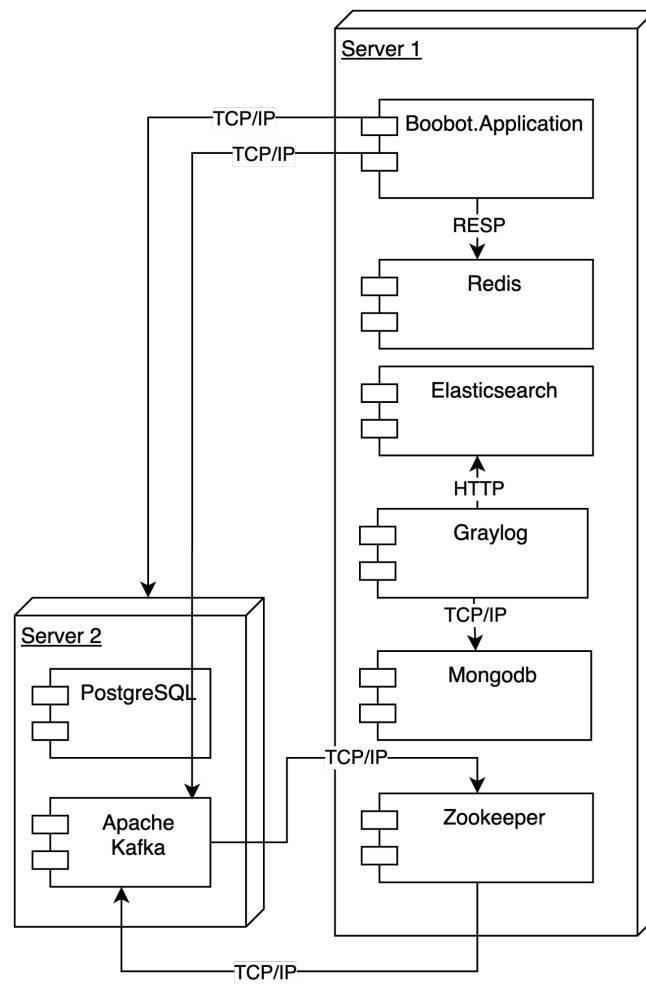 Server 1
TCP/IP
Boobot.Application
TCP/IP
RESP
Redis
Elasticsearch
HTTP
Graylog
TCP/IP
Server 2
Mongodb
PostgreSQL
TCP/IP
Apache
Kafka
Zookeeper
TCP/IP